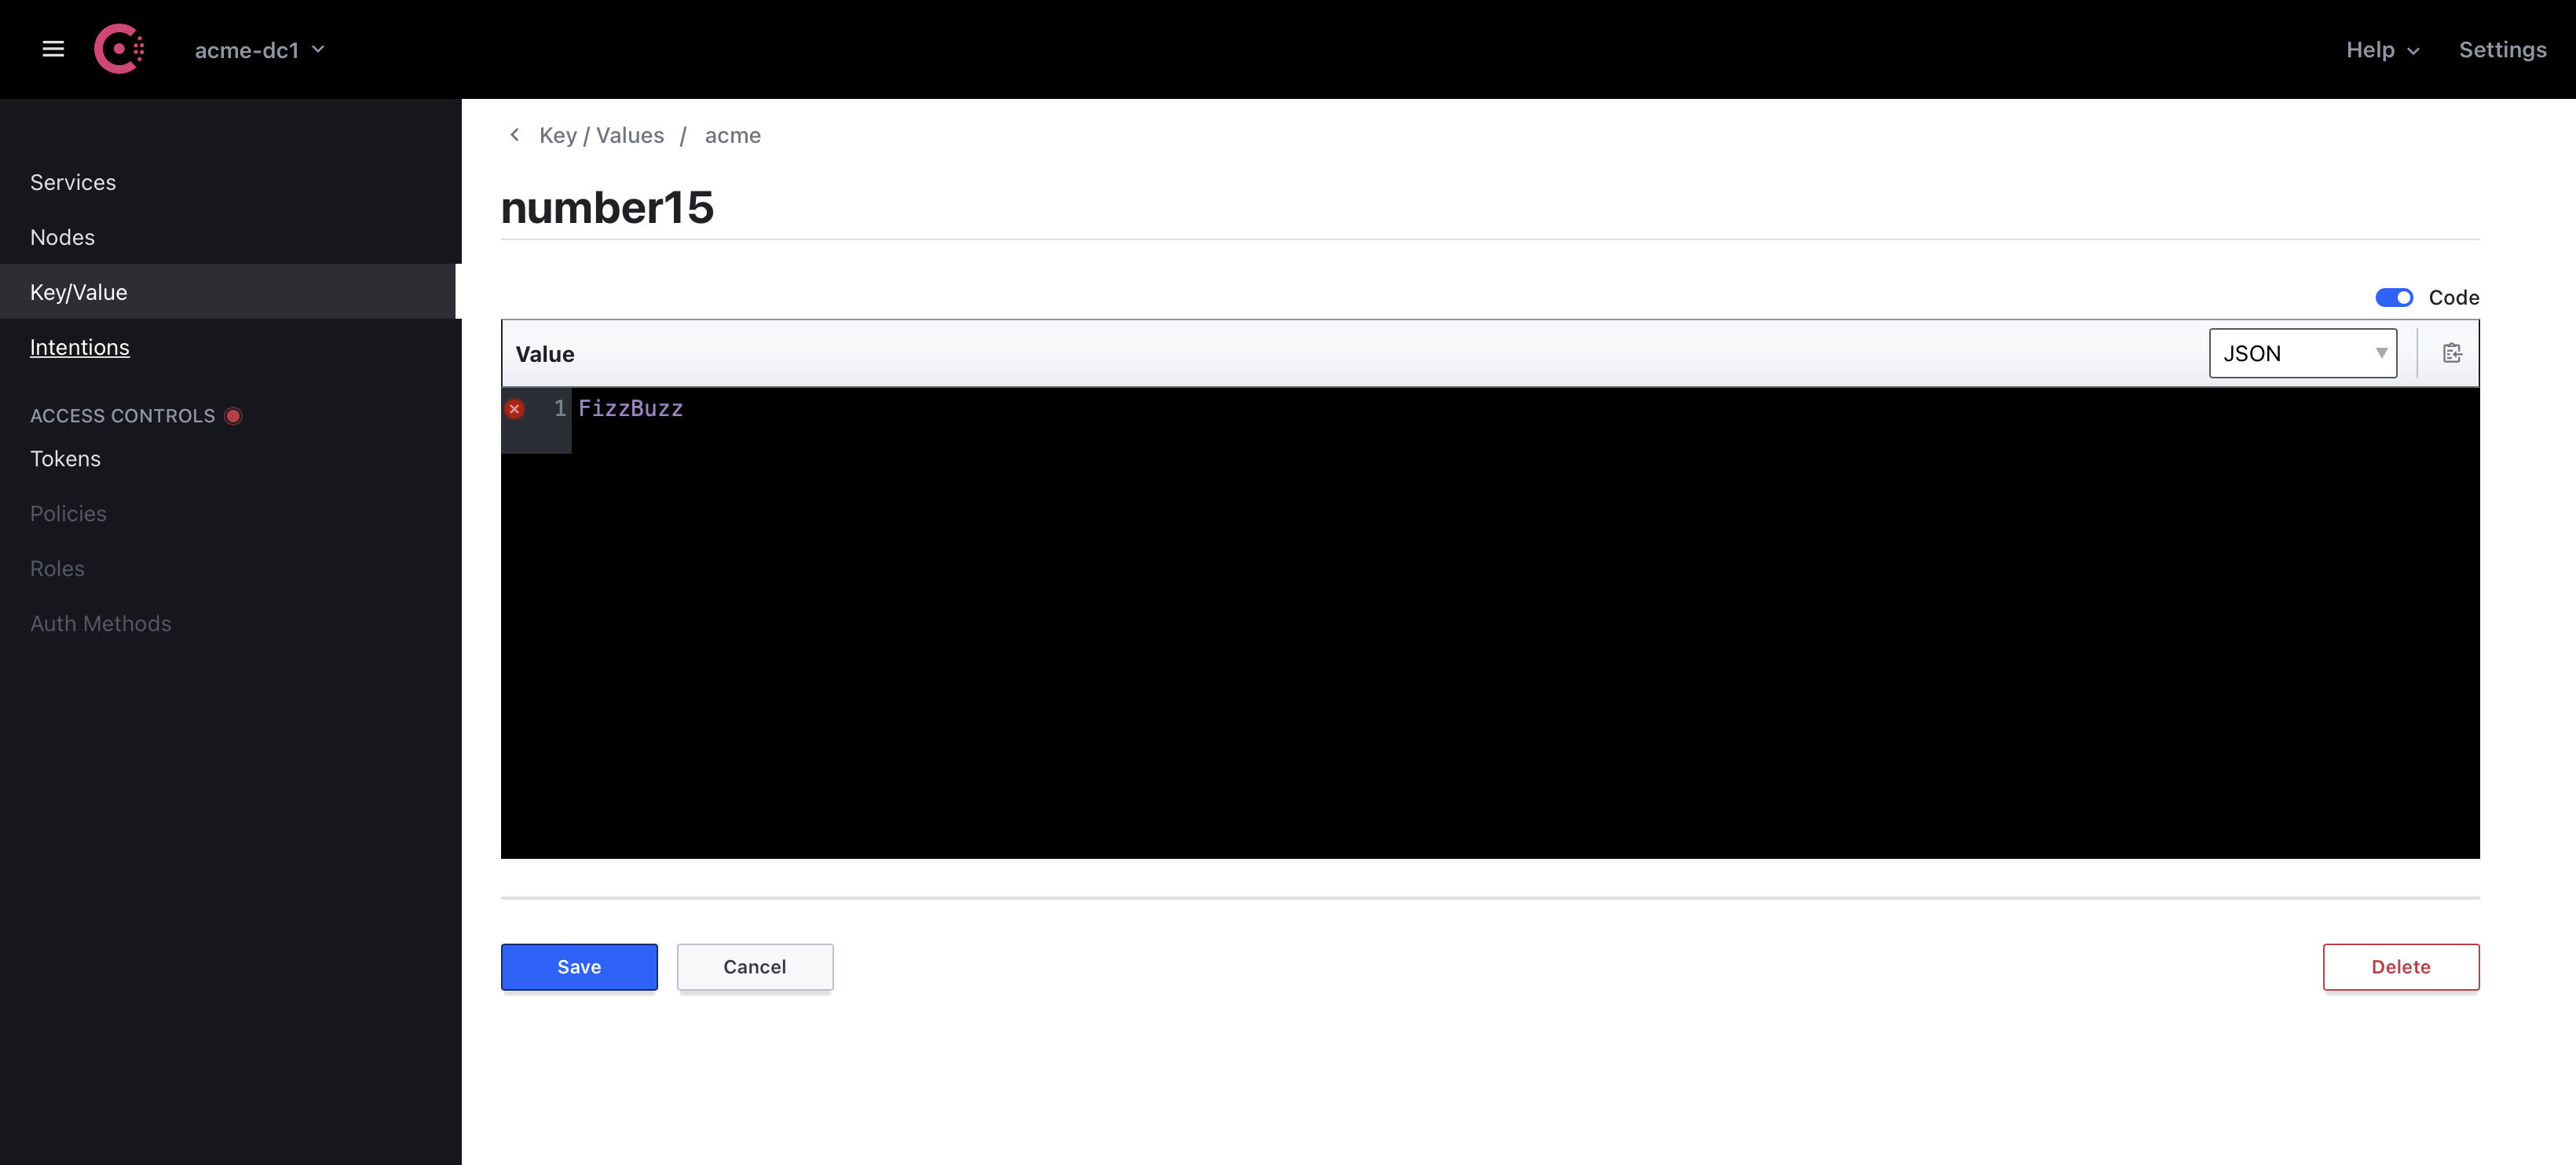 acme-dc1
Help
Settings
Services
Nodes
Key/Value
Intentions
ACCESS CONTROLS
Tokens
Policies
Roles
Auth Methods
Key / Values / acme
number15
Code
Value
JSON
1 FizzBuzz
Save
Cancel
Delete